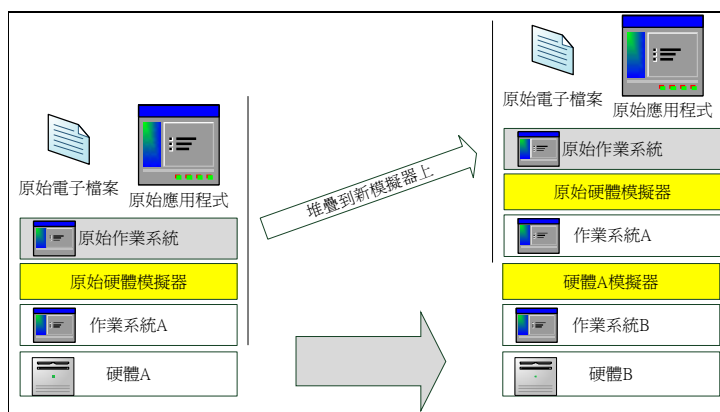 原始電子檔案
原始應用程式
原始作業系統
原始硬體模擬器
作業系統A
硬體A
堆疊到新模擬器上
原始電子檔案
原始應用程式
原始作業系統
原始硬體模擬器
作業系統A
硬體A模擬器
作業系統B
硬體B